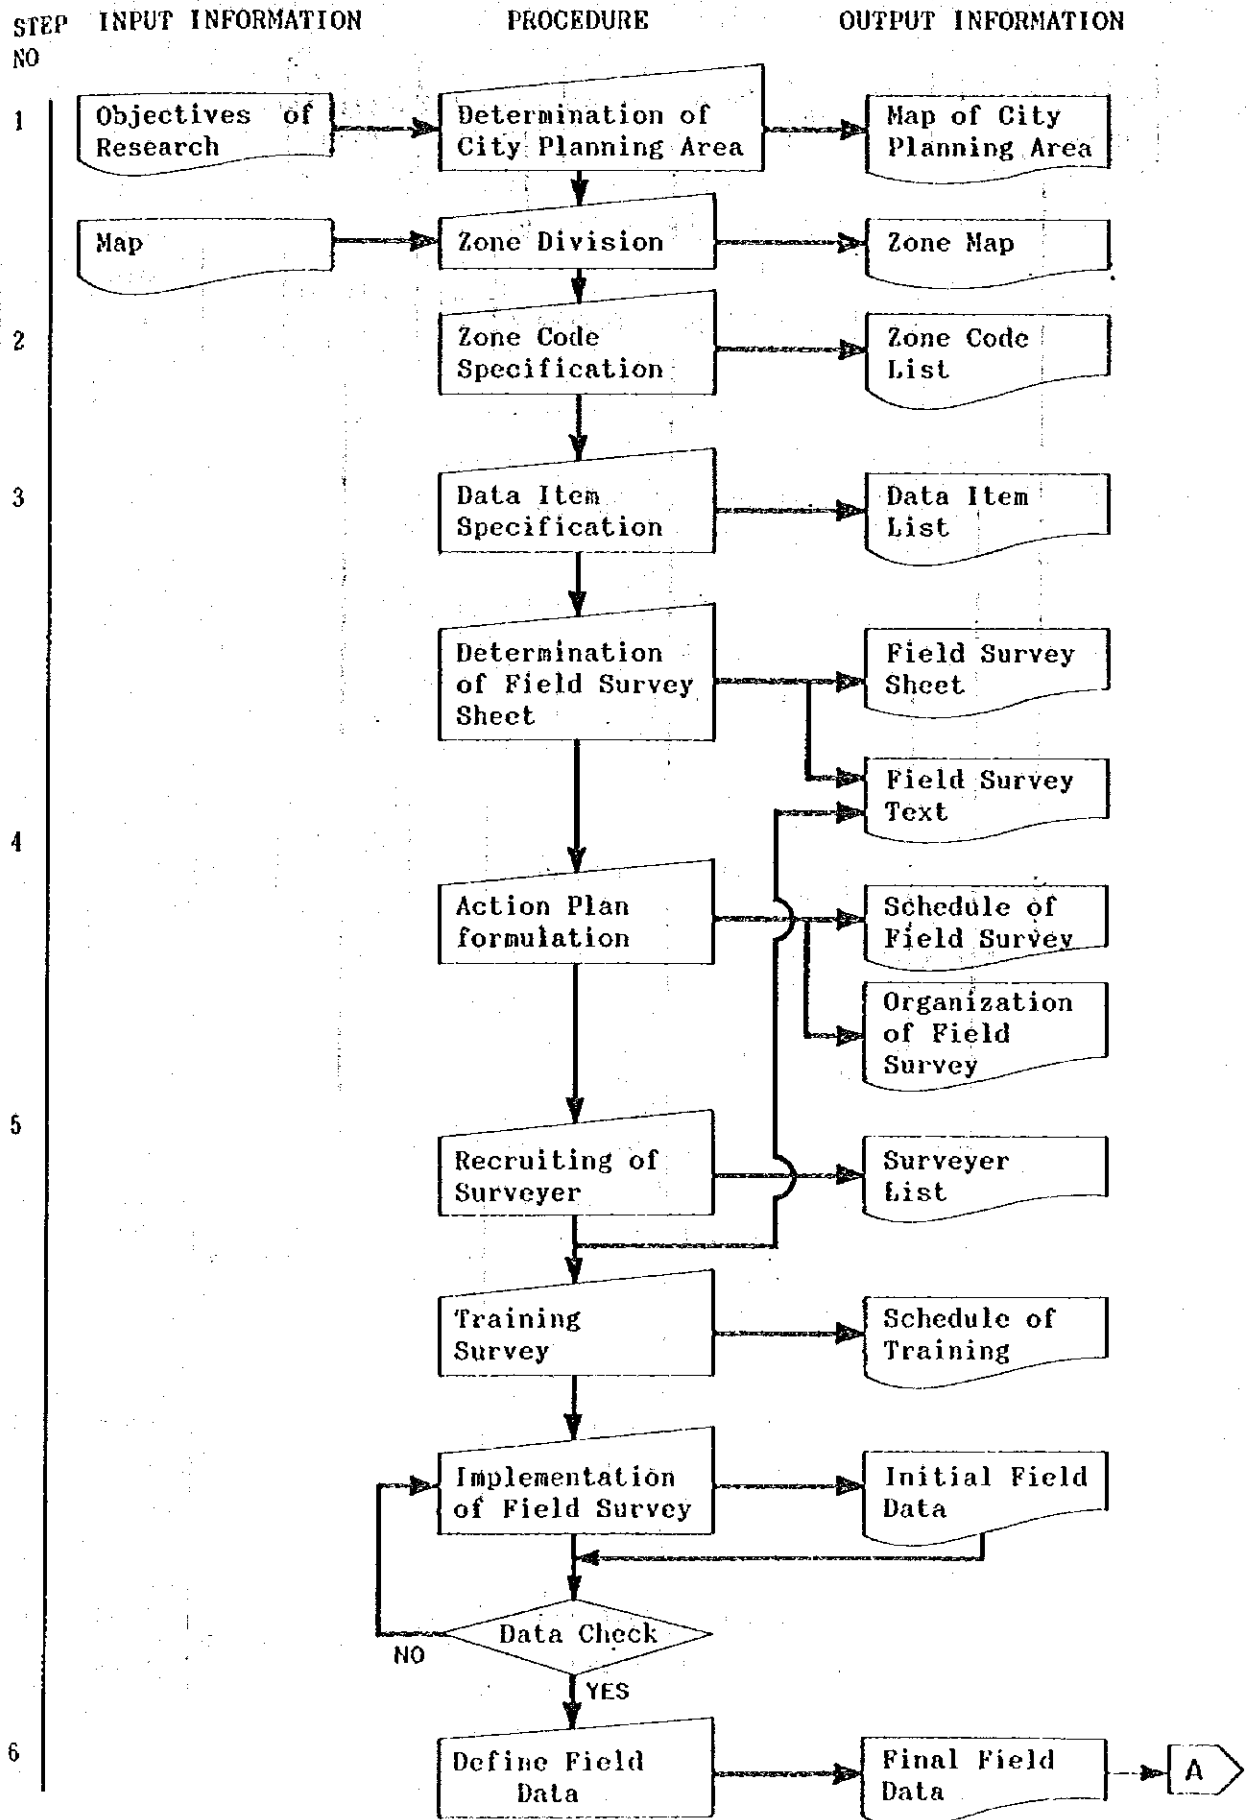 STEP INPUT INFORMATION PROCEDURE OUTPUT INFORMATION
NO
1
Objectives of
Research
Determination of
City Planning Area
Map of City
Planning Area
Map
Zone Division
Zone Map
2
Zone Code
Specification
Zone Code
List
3
Data Item
Specification
Data Item
List
Determination
of Field Survey
Sheet
Field Survey
Sheet
Field Survey
Text
4
Action Plan
formulation
Schedule of
Field Survey
Organization
of Field
Survey
5
Recruiting of
Surveyer
Surveyer
List
Training
Survey
Schedule of
Training
Implementation
of Field Survey
Initial Field
Data
Data Check
NO
YES
6
Define Field
Data
Final Field
Data
A